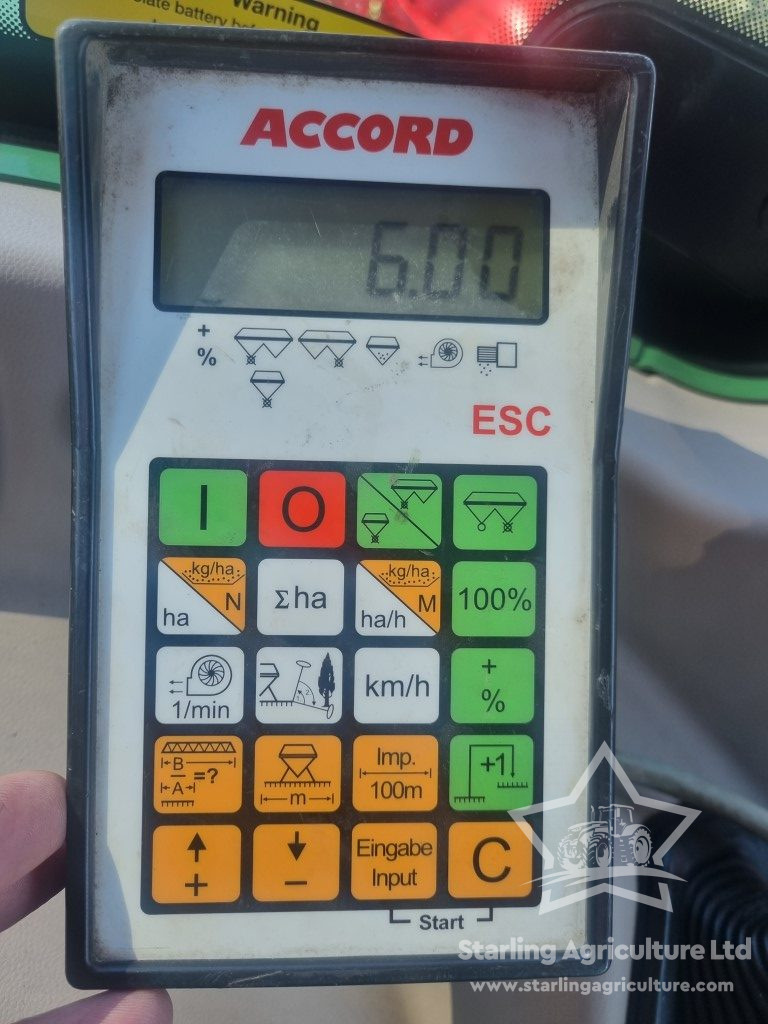 Warning
ACCORD
6.00
+
%
ESC
I O
kg/ha kg/ha
ha N Σha ha/h M 100%
1/min km/h + %
B
A =? m Imp.
100m +1
+ − Eingabe
Input C
Start
Starling Agriculture Ltd
www.starlingagriculture.com